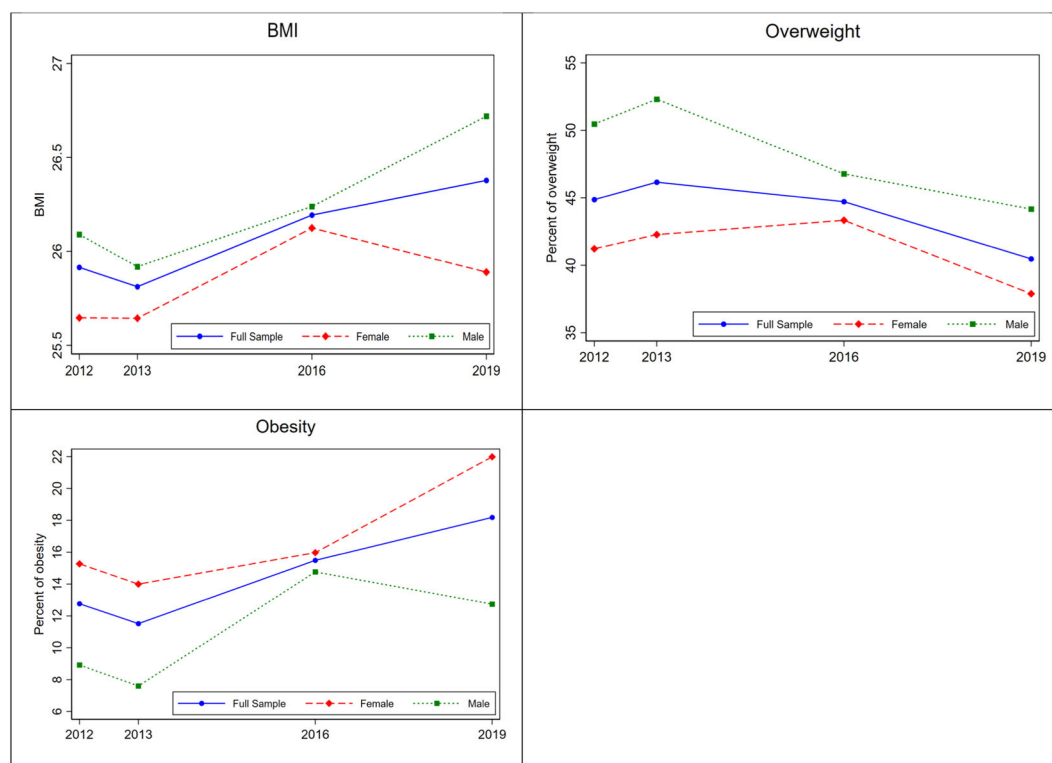 BMI
27
26.5
26
25.5
BMI
Full Sample Female Male
2012 2013 2016 2019
Overweight
55
50
45
40
35
Percent of overweight
Full Sample Female Male
2012 2013 2016 2019
Obesity
22
20
18
16
14
12
10
8
6
Percent of obesity
Full Sample Female Male
2012 2013 2016 2019